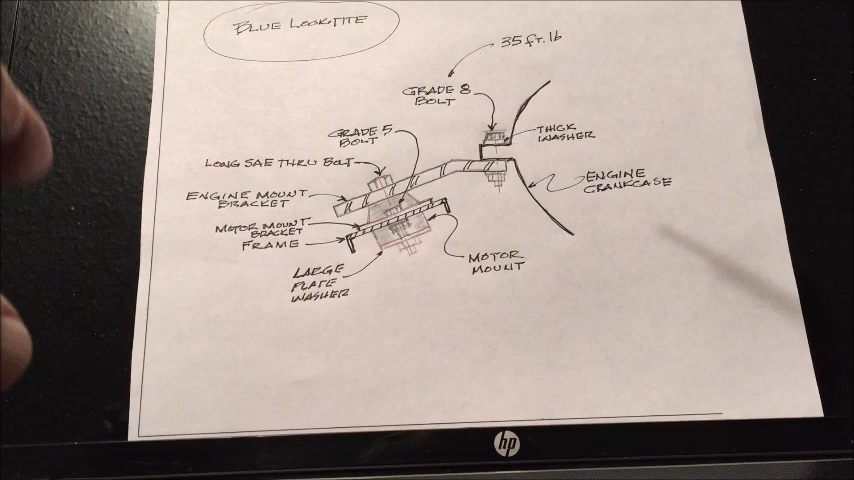 BLUE LOCKTITE
35 ft. lb
GRADE 8
BOLT
THICK
WASHER
GRADE 5
BOLT
LONG SAE THRU BOLT
ENGINE MOUNT
BRACKET
ENGINE
CRANKCASE
MOTOR MOUNT
BRACKET
FRAME
MOTOR
MOUNT
LARGE
PLATE
WASHER
hp